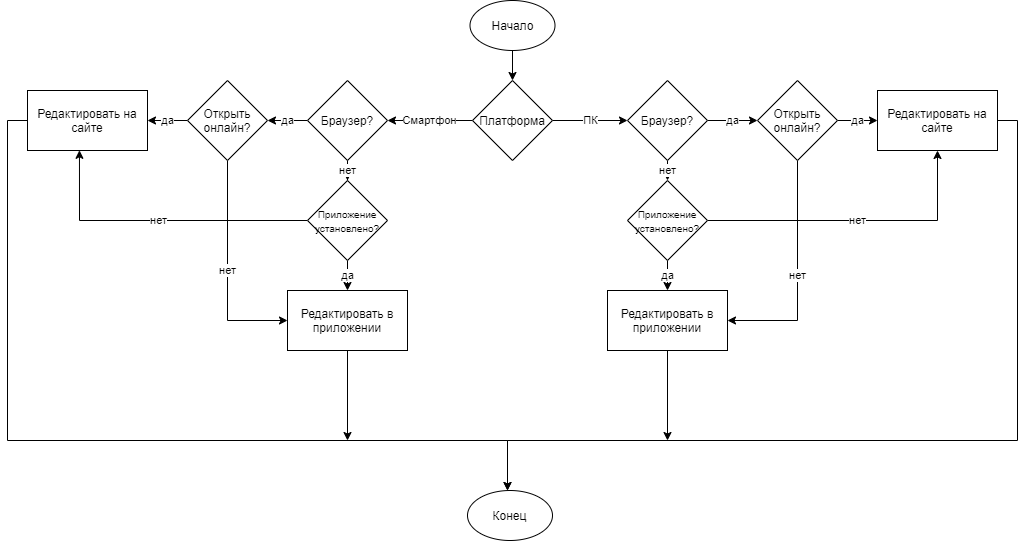 Начало
Редактировать на
сайте
да
Открыть
онлайн?
да
Браузер?
Смартфон
Платформа
ПК
Браузер?
да
Открыть
онлайн?
да
Редактировать на
сайте
нет
нет
нет
Приложение
установлено?
Приложение
установлено?
нет
нет
да
да
нет
Редактировать в
приложении
Редактировать в
приложении
Конец